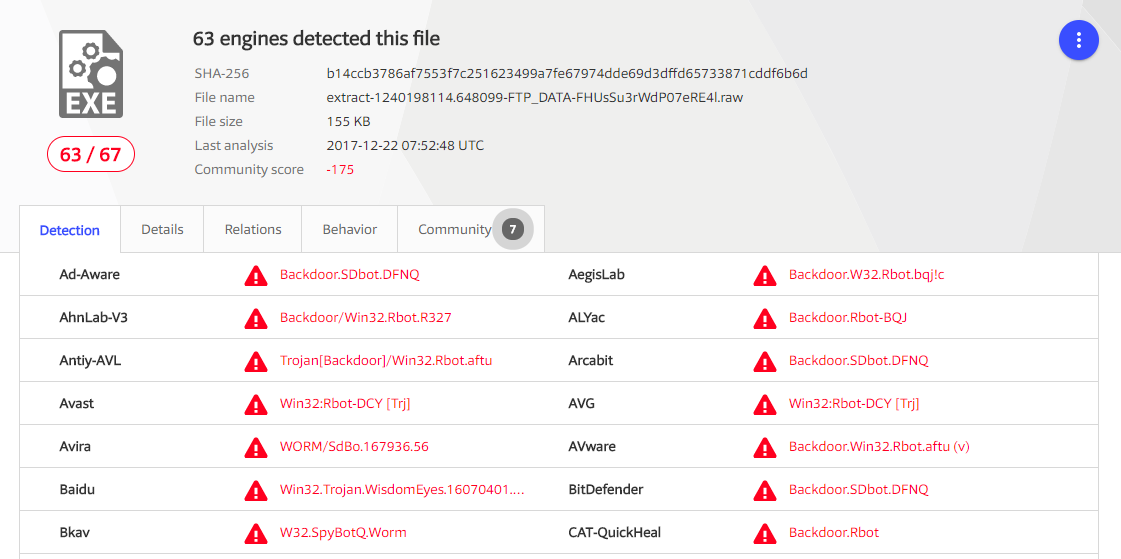 63 engines detected this file
SHA-256 b14ccb3786af7553f7c251623499a7fe67974dde69d3dffd65733871cddf6b6d
File name extract-1240198114.648099-FTP_DATA-FHUsSu3rWdP07eRE4l.raw
File size 155 KB
Last analysis 2017-12-22 07:52:48 UTC
Community score -175
EXE
63 / 67
Detection Details Relations Behavior Community 7
Ad-Aware Backdoor.SDbot.DFNQ AegisLab Backdoor.W32.Rbot.bqj!c
AhnLab-V3 Backdoor/Win32.Rbot.R327 ALYac Backdoor.Rbot-BQJ
Antiy-AVL Trojan[Backdoor]/Win32.Rbot.aftu Arcabit Backdoor.SDbot.DFNQ
Avast Win32:Rbot-DCY [Trj] AVG Win32:Rbot-DCY [Trj]
Avira WORM/SdBo.167936.56 AVware Backdoor.Win32.Rbot.aftu (v)
Baidu Win32.Trojan.WisdomEyes.16070401.... BitDefender Backdoor.SDbot.DFNQ
Bkav W32.SpyBotQ.Worm CAT-QuickHeal Backdoor.Rbot